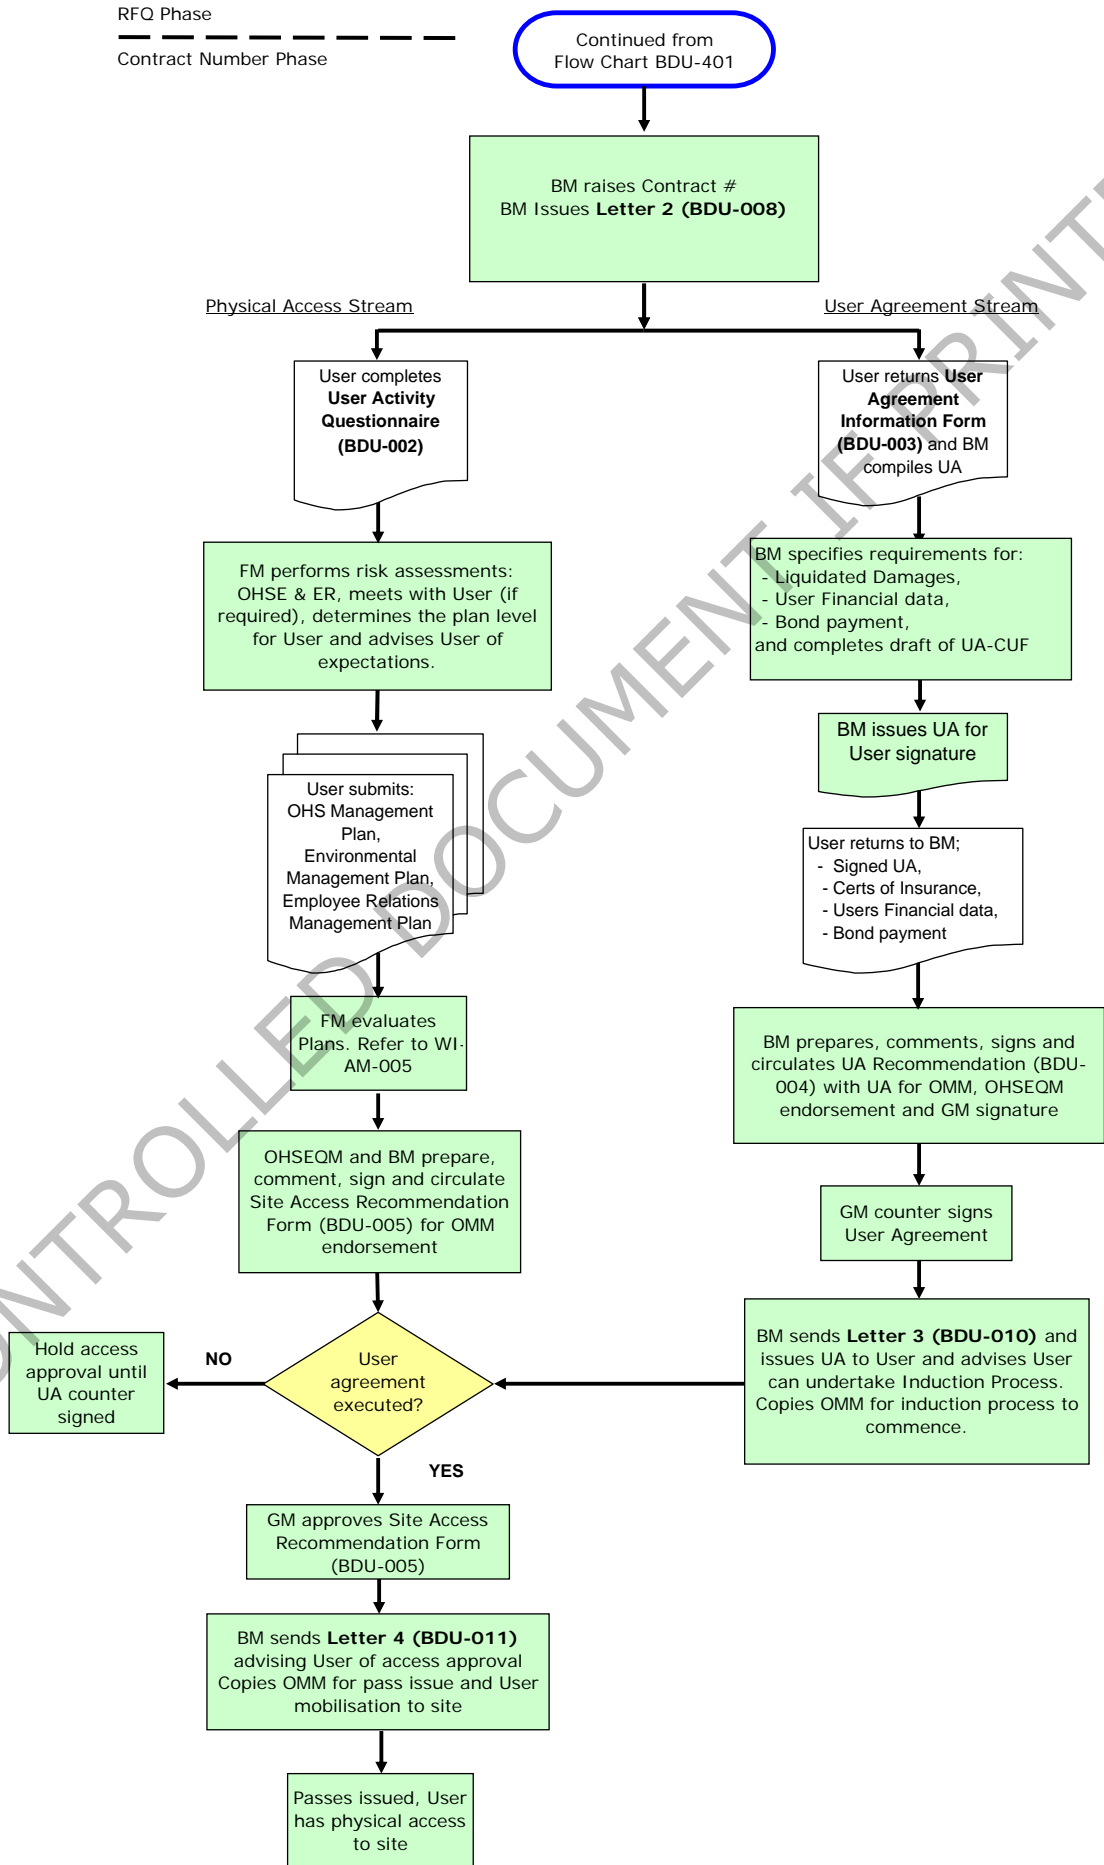 RFQ Phase
Contract Number Phase
Continued from
Flow Chart BDU-401
BM raises Contract #
BM Issues Letter 2 (BDU-008)
Physical Access Stream
User Agreement Stream
User completes
User Activity
Questionnaire
(BDU-002)
User returns User
Agreement
Information Form
(BDU-003) and BM
compiles UA
FM performs risk assessments:
OHSE & ER, meets with User (if
required), determines the plan level
for User and advises User of
expectations.
BM specifies requirements for:
- Liquidated Damages,
- User Financial data,
- Bond payment,
and completes draft of UA-CUF
BM issues UA for
User signature
User submits:
OHS Management
Plan,
Environmental
Management Plan,
Employee Relations
Management Plan
User returns to BM;
- Signed UA,
- Certs of Insurance,
- Users Financial data,
- Bond payment
FM evaluates
Plans. Refer to WI-
AM-005
BM prepares, comments, signs and
circulates UA Recommendation (BDU-
004) with UA for OMM, OHSEQM
endorsement and GM signature
OHSEQM and BM prepare,
comment, sign and circulate
Site Access Recommendation
Form (BDU-005) for OMM
endorsement
GM counter signs
User Agreement
Hold access
approval until
UA counter
signed
NO
User
agreement
executed?
BM sends Letter 3 (BDU-010) and
issues UA to User and advises User
can undertake Induction Process.
Copies OMM for induction process to
commence.
YES
GM approves Site Access
Recommendation Form
(BDU-005)
BM sends Letter 4 (BDU-011)
advising User of access approval
Copies OMM for pass issue and User
mobilisation to site
Passes issued, User
has physical access
to site
ONTROLLED DOCUMENT IF PRINTE